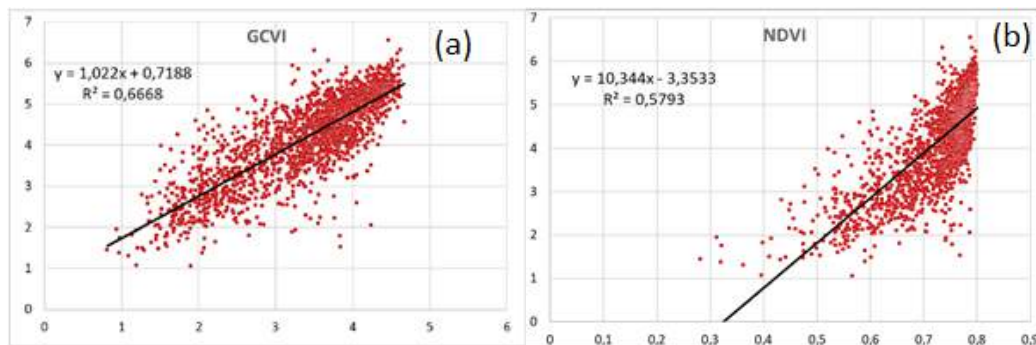 GCVI
(a)
y = 1,022x + 0,7188
R² = 0,6668
7
6
5
4
3
2
1
0
0 1 2 3 4 5 6
NDVI
(b)
y = 10,344x - 3,3533
R² = 0,5793
7
6
5
4
3
2
1
0
0,1 0,2 0,3 0,4 0,5 0,6 0,7 0,8 0,9